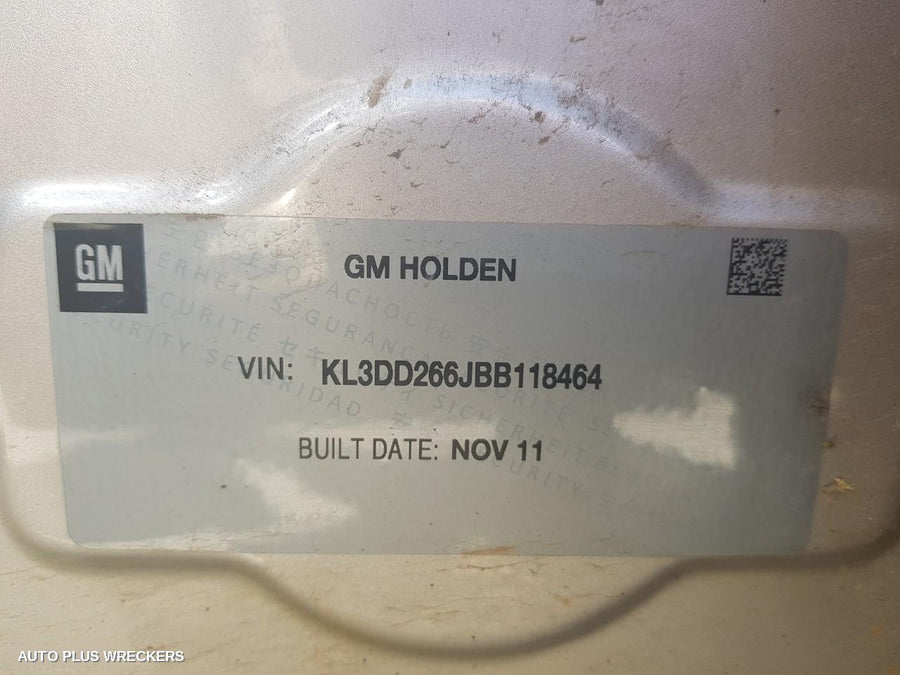 GM
GM HOLDEN
VIN: KL3DD266JBB118464
BUILT DATE: NOV 11
AUTO PLUS WRECKERS